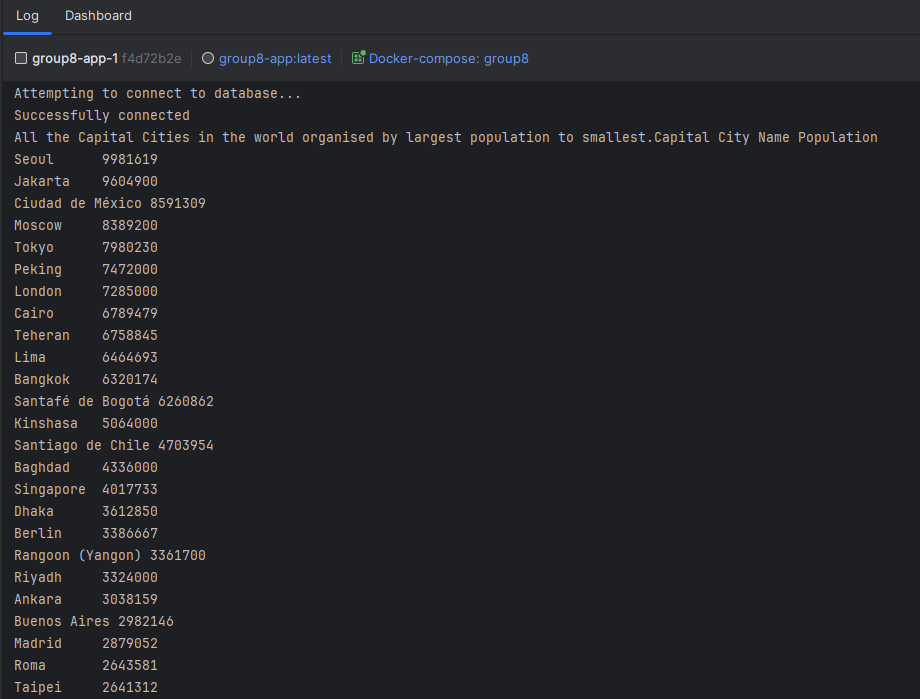 Log Dashboard
group8-app-1 f4d72b2e group8-app:latest Docker-compose: group8
Attempting to connect to database...
Successfully connected
All the Capital Cities in the world organised by largest population to smallest.Capital City Name Population
Seoul 9981619
Jakarta 9604900
Ciudad de México 8591309
Moscow 8389200
Tokyo 7980230
Peking 7472000
London 7285000
Cairo 6789479
Teheran 6758845
Lima 6464693
Bangkok 6320174
Santafé de Bogotá 6260862
Kinshasa 5064000
Santiago de Chile 4703954
Baghdad 4336000
Singapore 4017733
Dhaka 3612850
Berlin 3386667
Rangoon (Yangon) 3361700
Riyadh 3324000
Ankara 3038159
Buenos Aires 2982146
Madrid 2879052
Roma 2643581
Taipei 2641312